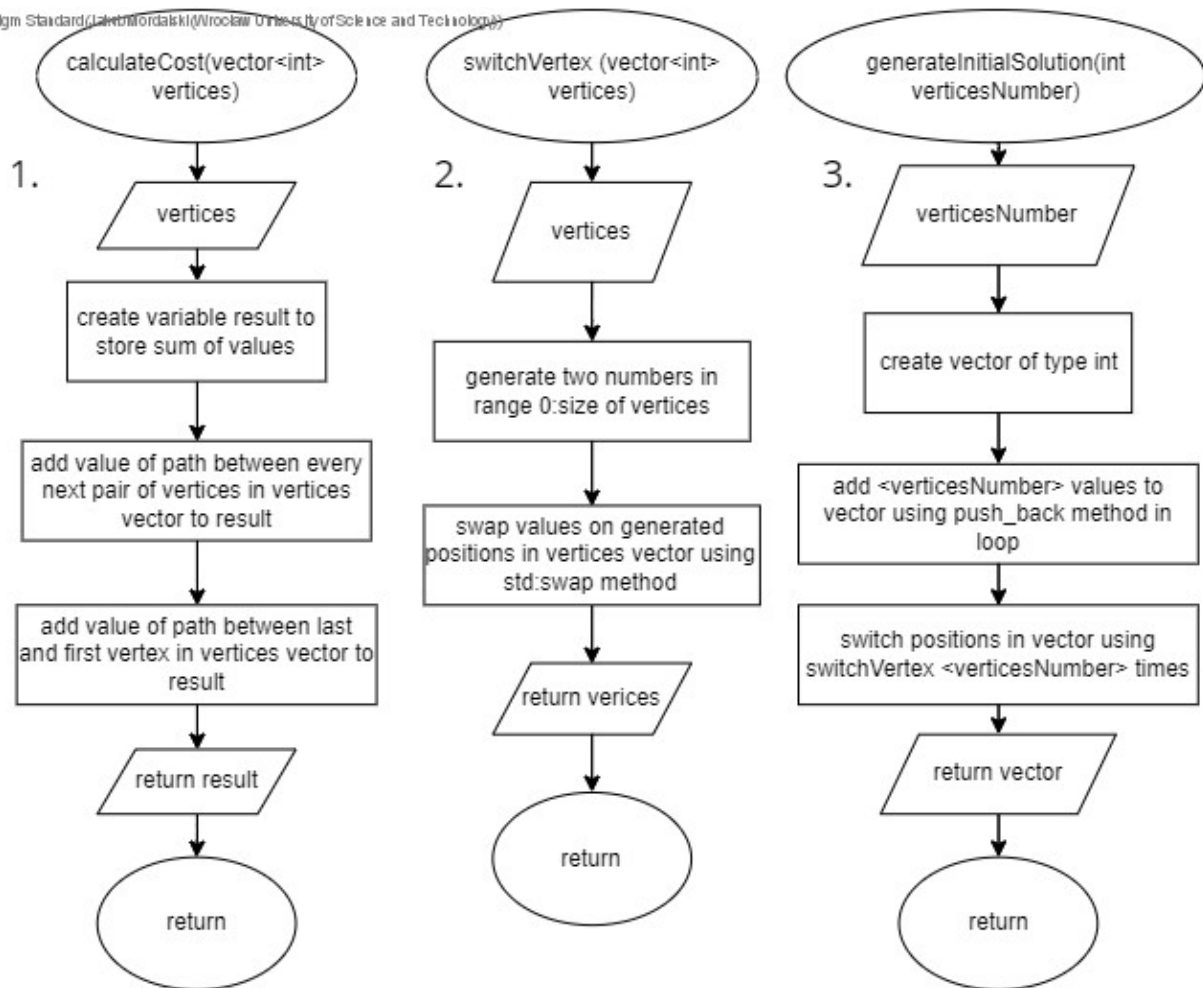 calculateCost(vector<int>
vertices)
1.
vertices
create variable result to
store sum of values
add value of path between every
next pair of vertices in vertices
vector to result
add value of path between last
and first vertex in vertices vector to
result
return result
return
switchVertex (vector<int>
vertices)
2.
vertices
generate two numbers in
range 0:size of vertices
swap values on generated
positions in vertices vector using
std:swap method
return verices
return
generateInitialSolution(int
verticesNumber)
3.
verticesNumber
create vector of type int
add <verticesNumber> values to
vector using push_back method in
loop
switch positions in vector using
switchVertex <verticesNumber> times
return vector
return